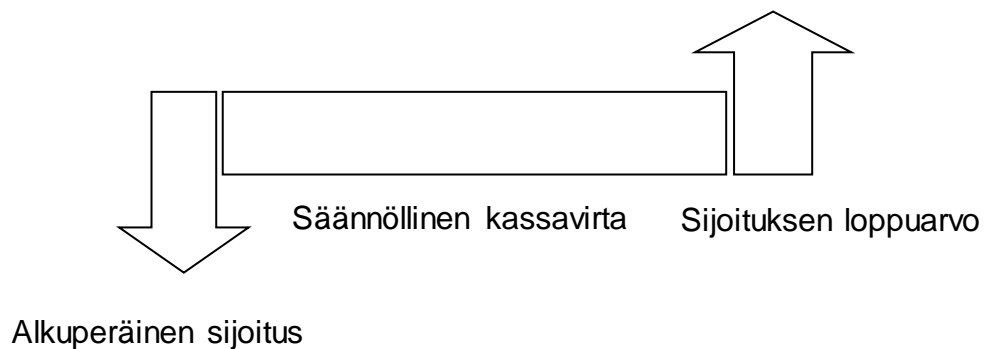 Säännöllinen kassavirta
Sijoituksen loppuarvo
Alkuperäinen sijoitus